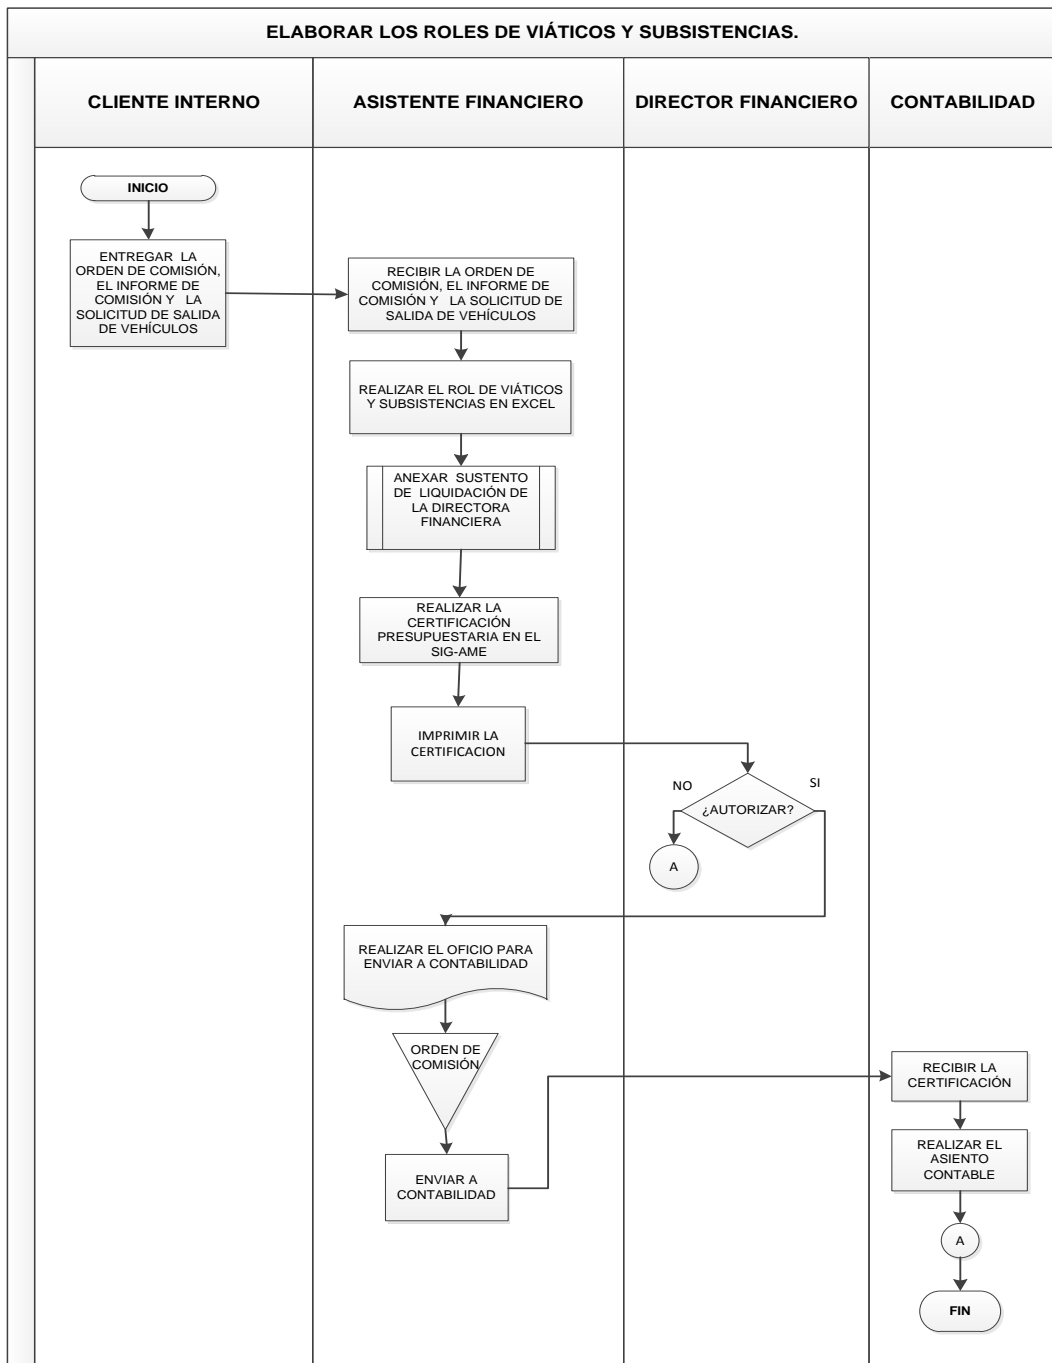 ELABORAR LOS ROLES DE VIÁTICOS Y SUBSISTENCIAS.
CLIENTE INTERNO
ASISTENTE FINANCIERO
DIRECTOR FINANCIERO
CONTABILIDAD
INICIO
ENTREGAR LA
ORDEN DE COMISIÓN,
EL INFORME DE
COMISIÓN Y LA
SOLICITUD DE SALIDA
DE VEHÍCULOS
RECIBIR LA ORDEN DE
COMISIÓN, EL INFORME DE
COMISIÓN Y LA SOLICITUD DE
SALIDA DE VEHÍCULOS
REALIZAR EL ROL DE VIÁTICOS
Y SUBSISTENCIAS EN EXCEL
ANEXAR SUSTENTO
DE LIQUIDACIÓN DE
LA DIRECTORA
FINANCIERA
REALIZAR LA
CERTIFICACIÓN
PRESUPUESTARIA EN EL
SIG-AME
IMPRIMIR LA
CERTIFICACION
NO
SI
¿AUTORIZAR?
A
REALIZAR EL OFICIO PARA
ENVIAR A CONTABILIDAD
ORDEN DE
COMISIÓN
ENVIAR A
CONTABILIDAD
RECIBIR LA
CERTIFICACIÓN
REALIZAR EL
ASIENTO
CONTABLE
A
FIN